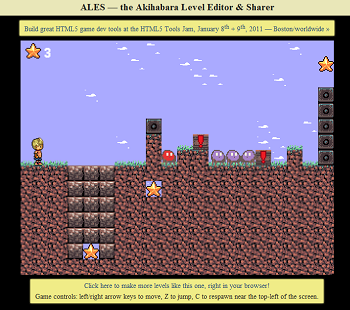 ALES — the Akihabara Level Editor & Sharer
Build great HTML5 game dev tools at the HTML5 Tools Jam, January 8th + 9th, 2011 — Boston/worldwide »
3
Click here to make more levels like this one, right in your browser!
Game controls: left/right arrow keys to move, Z to jump, C to respawn near the top-left of the screen.